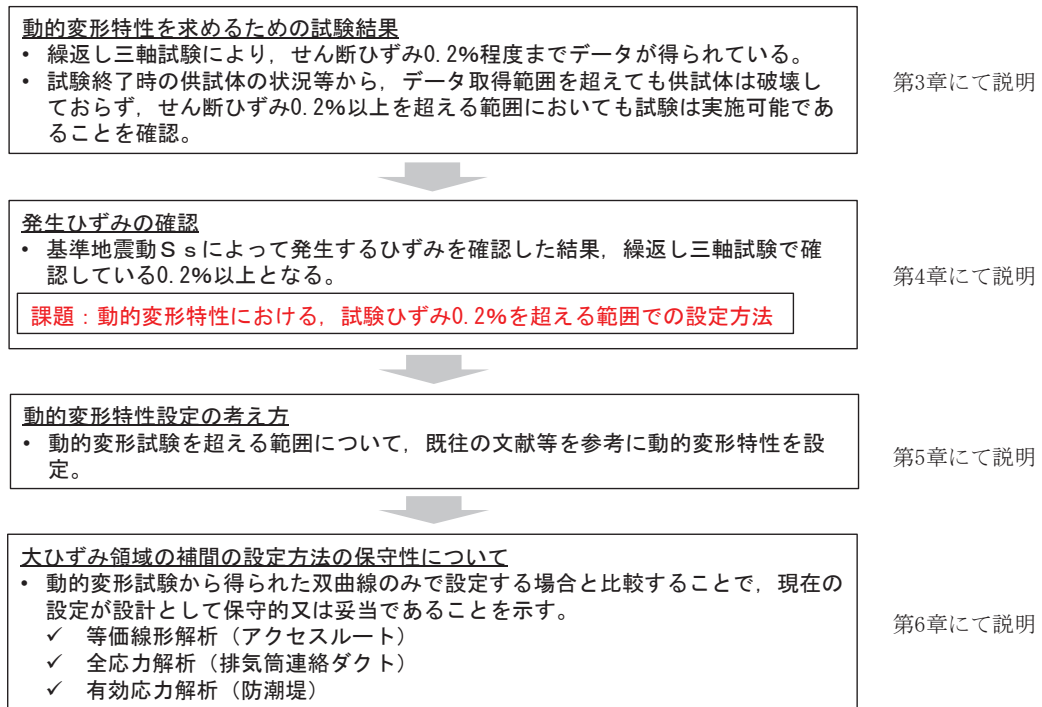 動的変形特性を求めるための試験結果
• 繰返し三軸試験により，せん断ひずみ0.2%程度までデータが得られている。
• 試験終了時の供試体の状況等から，データ取得範囲を超えても供試体は破壊し
ておらず，せん断ひずみ0.2%以上を超える範囲においても試験は実施可能であ
ることを確認。
第3章にて説明
発生ひずみの確認
• 基準地震動Ｓｓによって発生するひずみを確認した結果，繰返し三軸試験で確
認している0.2%以上となる。
課題：動的変形特性における，試験ひずみ0.2%を超える範囲での設定方法
第4章にて説明
動的変形特性設定の考え方
• 動的変形試験を超える範囲について，既往の文献等を参考に動的変形特性を設
定。
第5章にて説明
大ひずみ領域の補間の設定方法の保守性について
• 動的変形試験から得られた双曲線のみで設定する場合と比較することで，現在の
設定が設計として保守的又は妥当であることを示す。
✓ 等価線形解析（アクセスルート）
✓ 全応力解析（排気筒連絡ダクト）
✓ 有効応力解析（防潮堤）
第6章にて説明